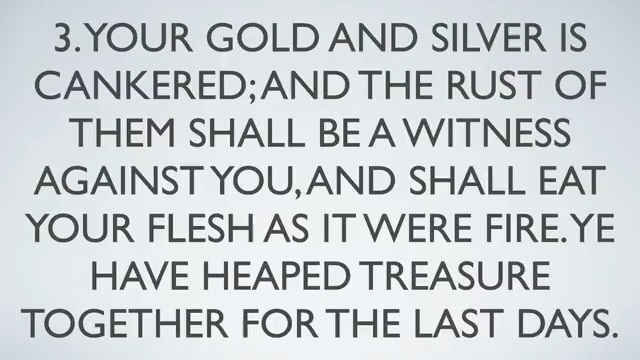 3. YOUR GOLD AND SILVER IS
CANKERED; AND THE RUST OF
THEM SHALL BE A WITNESS
AGAINST YOU, AND SHALL EAT
YOUR FLESH AS IT WERE FIRE. YE
HAVE HEAPED TREASURE
TOGETHER FOR THE LAST DAYS.